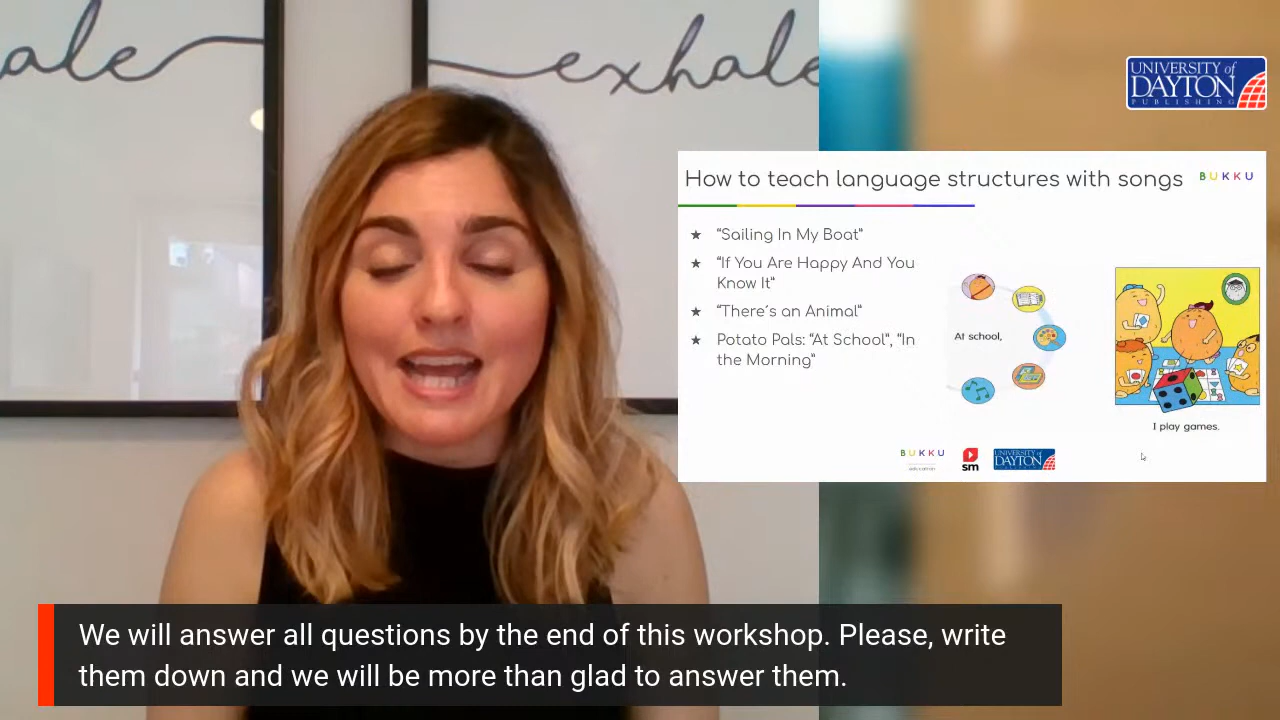 ale
exhale
UNIVERSITY of
DAYTON
PUBLISHING
How to teach language structures with songs
BUKKU
★ “Sailing In My Boat”
★ “If You Are Happy And You
Know It”
★ “There´s an Animal”
★ Potato Pals: “At School”, “In
the Morning”
At school,
I play games.
BUKKU
sm
UNIVERSITY of
DAYTON
We will answer all questions by the end of this workshop. Please, write
them down and we will be more than glad to answer them.